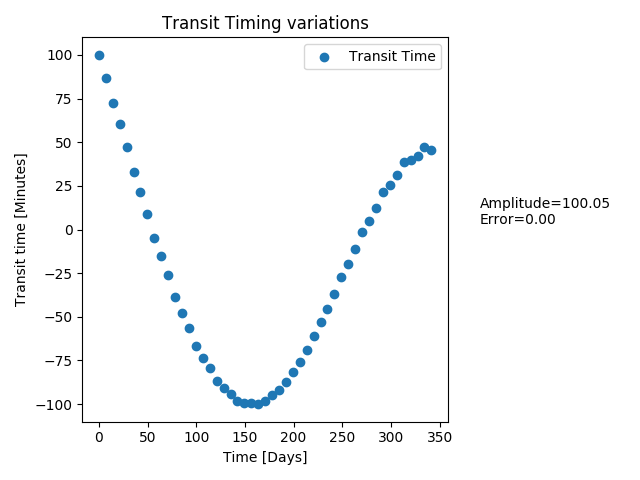 Transit Timing variations
Transit Time
100
75
50
25
0
−25
−50
−75
−100
Transit time [Minutes]
0 50 100 150 200 250 300 350
Time [Days]
Amplitude=100.05
Error=0.00